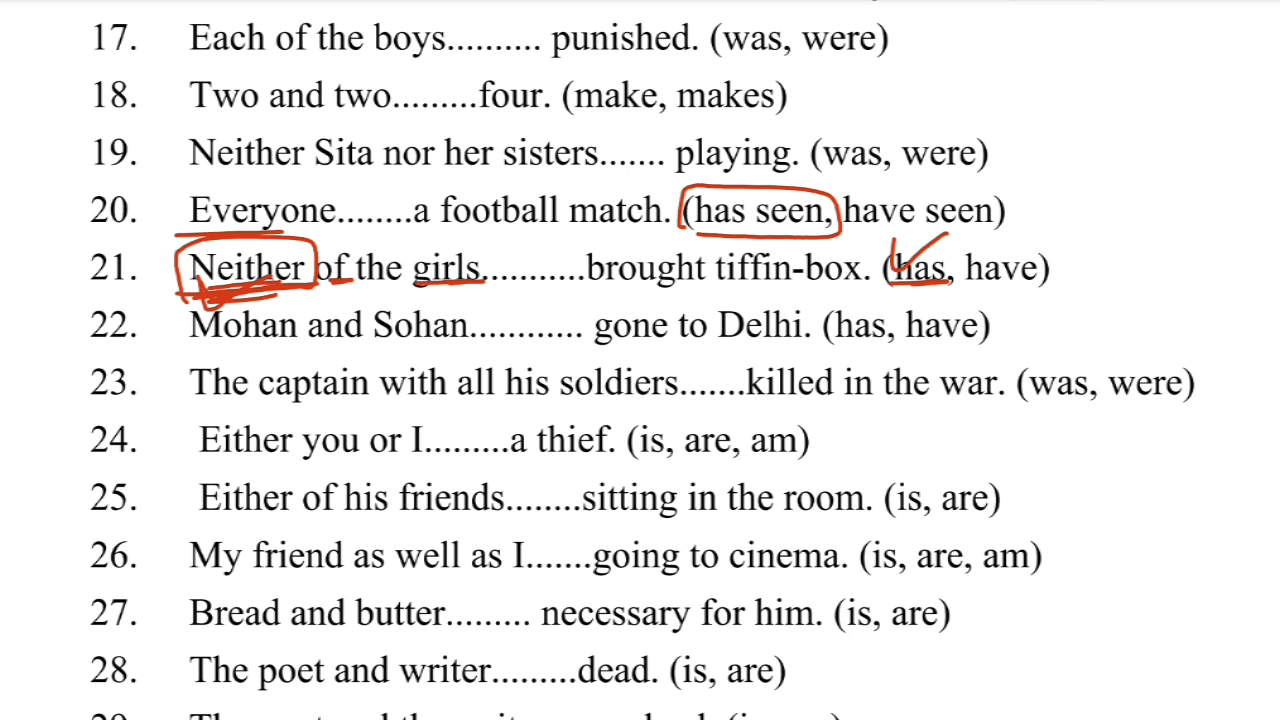 17. Each of the boys.......... punished. (was, were)
18. Two and two.........four. (make, makes)
19. Neither Sita nor her sisters....... playing. (was, were)
20. Everyone........a football match. (has seen, have seen)
21. Neither of the girls...........brought tiffin-box. (has, have)
22. Mohan and Sohan............ gone to Delhi. (has, have)
23. The captain with all his soldiers.......killed in the war. (was, were)
24. Either you or I.........a thief. (is, are, am)
25. Either of his friends........sitting in the room. (is, are)
26. My friend as well as I.......going to cinema. (is, are, am)
27. Bread and butter......... necessary for him. (is, are)
28. The poet and writer.........dead. (is, are)